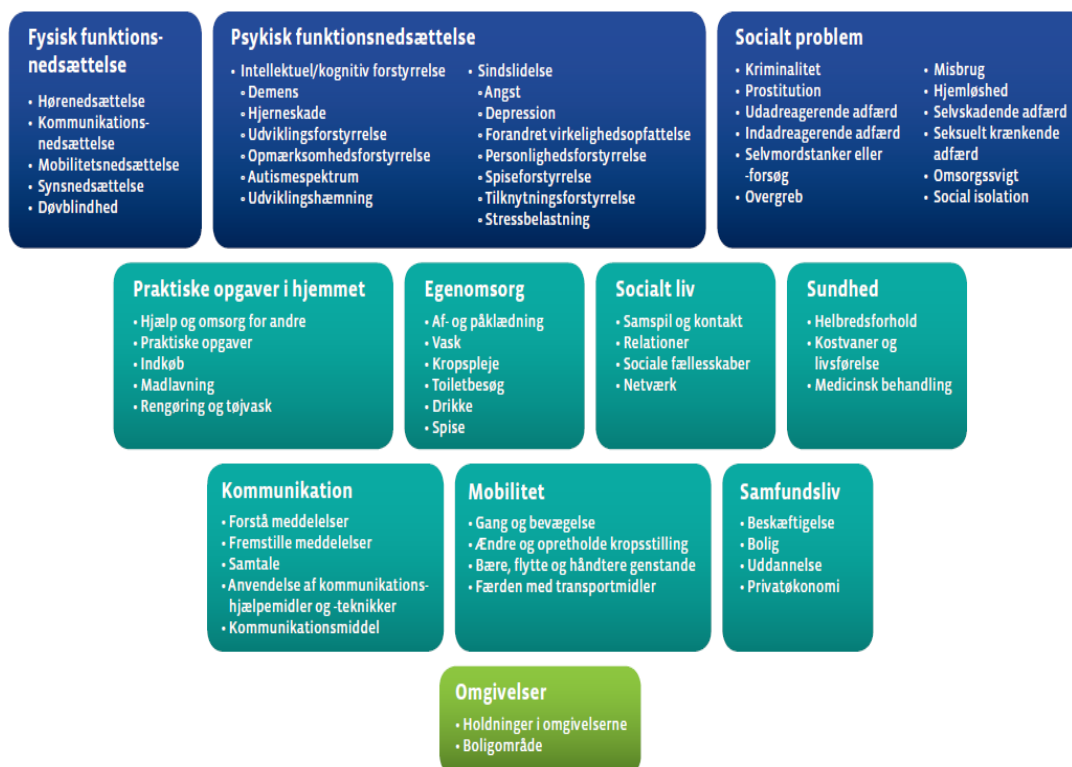 Fysisk funktions-
nedsættelse
• Hørenedsættelse
• Kommunikations-
nedsættelse
• Mobilitetsnedsættelse
• Synsnedsættelse
• Døvblindhed
Psykisk funktionsnedsættelse
• Intellektuel/kognitiv forstyrrelse
▫ Demens
▫ Hjerneskade
▫ Udviklingsforstyrrelse
▫ Opmærksomhedsforstyrrelse
▫ Autismespektrum
▫ Udviklingshæmning
• Sindslidelse
▫ Angst
▫ Depression
▫ Forandret virkelighedsopfattelse
▫ Personlighedsforstyrrelse
▫ Spiseforstyrrelse
▫ Tilknytningsforstyrrelse
▫ Stressbelastning
Socialt problem
• Kriminalitet
• Prostitution
• Udadreagerende adfærd
• Indadreagerende adfærd
• Selvmordstanker eller
-forsøg
• Overgreb
• Misbrug
• Hjemløshed
• Selvskadende adfærd
• Seksuelt krænkende
adfærd
• Omsorgssvigt
• Social isolation
Praktiske opgaver i hjemmet
• Hjælp og omsorg for andre
• Praktiske opgaver
• Indkøb
• Madlavning
• Rengøring og tøjvask
Egenomsorg
• Af- og påklædning
• Vask
• Kropspleje
• Toiletbesøg
• Drikke
• Spise
Socialt liv
• Samspil og kontakt
• Relationer
• Sociale fællesskaber
• Netværk
Sundhed
• Helbredsforhold
• Kostvaner og
livsførelse
• Medicinsk behandling
Kommunikation
• Forstå meddelelser
• Fremstille meddelelser
• Samtale
• Anvendelse af kommunikations-
hjælpemidler og -teknikker
• Kommunikationsmiddel
Mobilitet
• Gang og bevægelse
• Ændre og opretholde kropsstilling
• Bære, flytte og håndtere genstande
• Færden med transportmidler
Samfundsliv
• Beskæftigelse
• Bolig
• Uddannelse
• Privatøkonomi
Omgivelser
• Holdninger i omgivelserne
• Boligområde